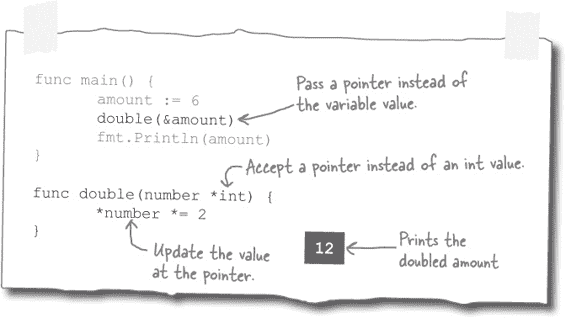 func main() {
amount := 6
double(&amount)
fmt.Println(amount)
}
Pass a pointer instead of
the variable value.
Accept a pointer instead of an int value.
func double(number *int) {
*number *= 2
}
Update the value
at the pointer.
12
Prints the
doubled amount